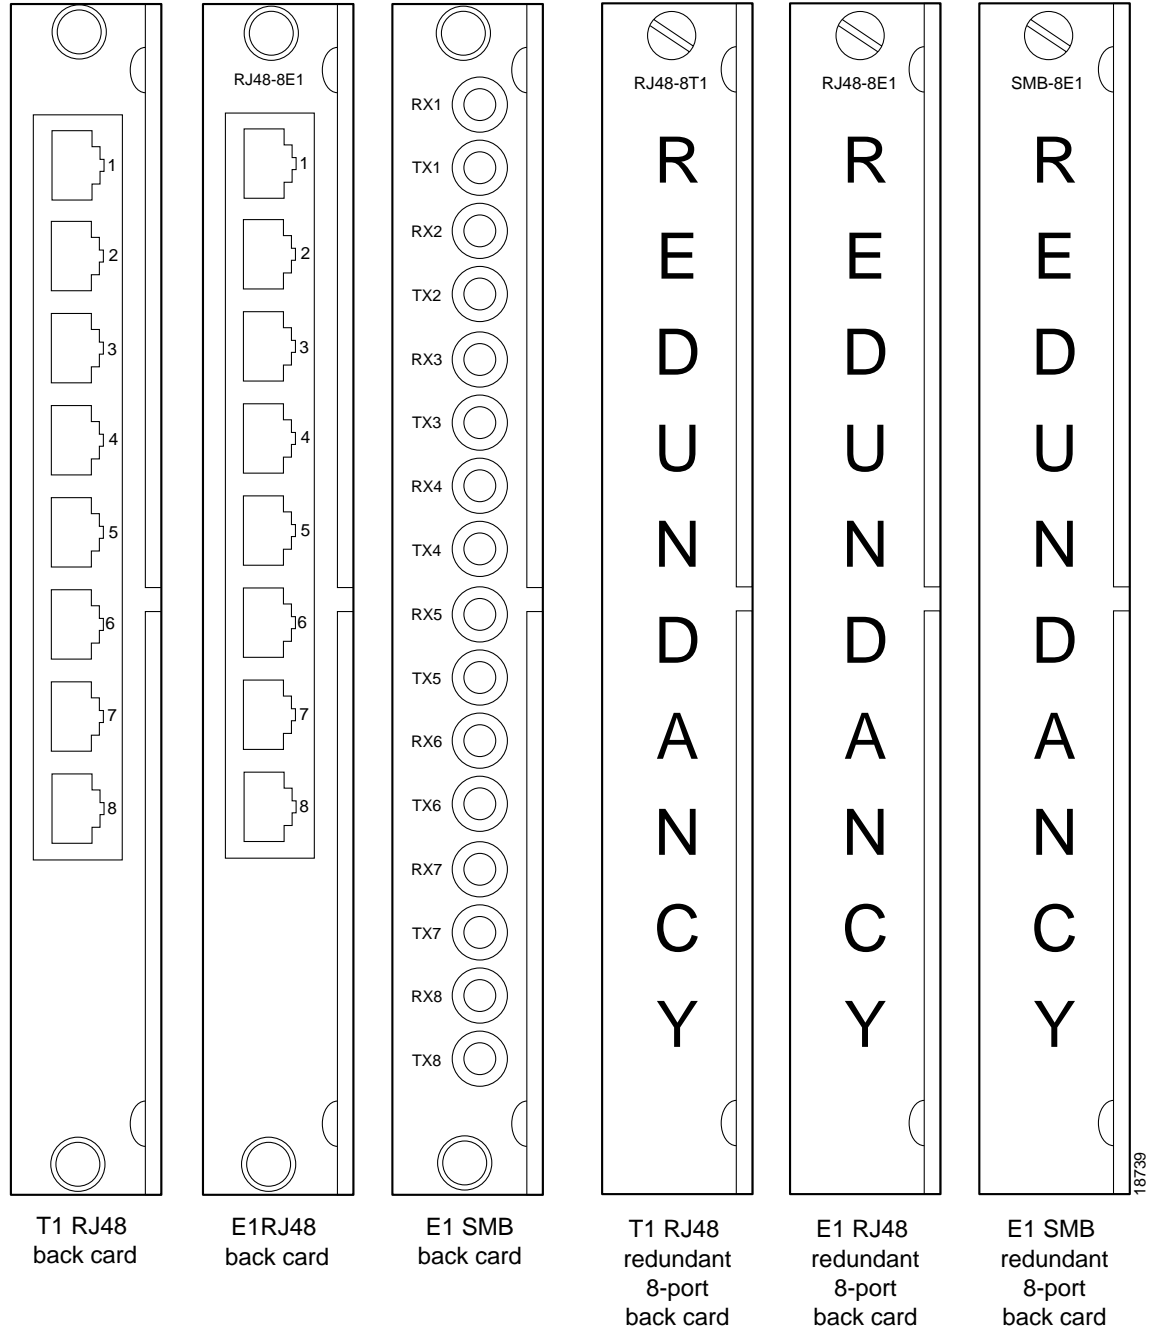 1
2
3
4
5
6
7
8
T1 RJ48
back card
RJ48-8E1
1
2
3
4
5
6
7
8
E1RJ48
back card
RX1
TX1
RX2
TX2
RX3
TX3
RX4
TX4
RX5
TX5
RX6
TX6
RX7
TX7
RX8
TX8
E1 SMB
back card
RJ48-8T1
R
E
D
U
N
D
A
N
C
Y
T1 RJ48
redundant
8-port
back card
RJ48-8E1
R
E
D
U
N
D
A
N
C
Y
E1 RJ48
redundant
8-port
back card
SMB-8E1
R
E
D
U
N
D
A
N
C
Y
E1 SMB
redundant
8-port
back card
18739